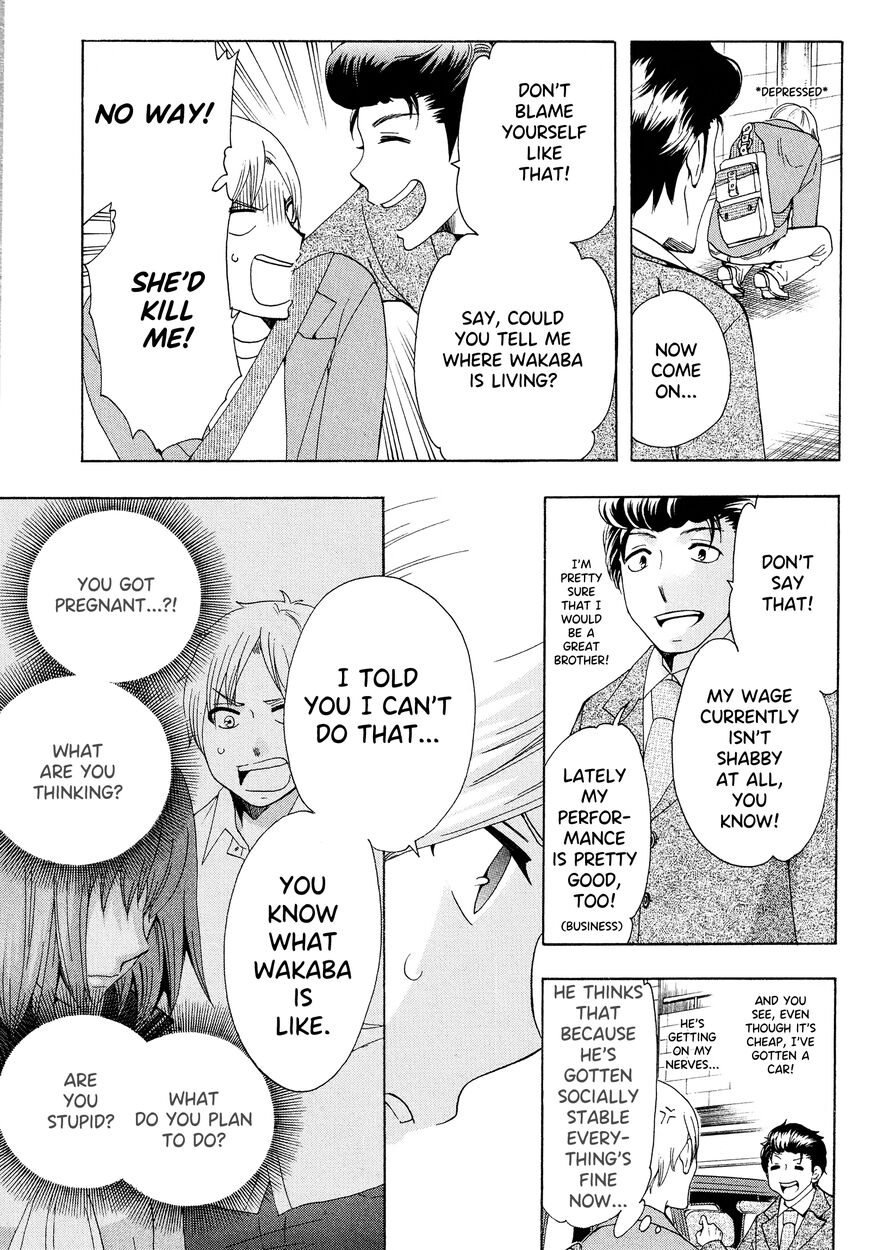 *DEPRESSED*
NOW
COME
ON...
DON'T
BLAME
YOURSELF
LIKE
THAT!
SAY, COULD
YOU TELL ME
WHERE WAKABA
IS LIVING?
NO WAY!
SHE'D
KILL
ME!
DON'T
SAY
THAT!
MY WAGE
CURRENTLY
ISN'T
SHABBY
AT ALL,
YOU
KNOW!
I'M
PRETTY
SURE
THAT I
WOULD
BE A
GREAT
BROTHER!
LATELY
MY
PERFOR-
MANCE
IS PRETTY
GOOD,
TOO!
(BUSINESS)
AND YOU
SEE, EVEN
THOUGH IT'S
CHEAP, I'VE
GOTTEN
A CAR!
HE'S
GETTING
ON MY
NERVES...
HE THINKS
THAT
BECAUSE
HE'S
GOTTEN
SOCIALLY
STABLE
EVERY-
THING'S
FINE
NOW...
I TOLD
YOU I CAN'T
DO THAT...
YOU
KNOW
WHAT
WAKABA
IS
LIKE.
YOU GOT
PREGNANT...?!
WHAT
ARE YOU
THINKING?
WHAT
DO YOU PLAN
TO DO?
ARE
YOU
STUPID?